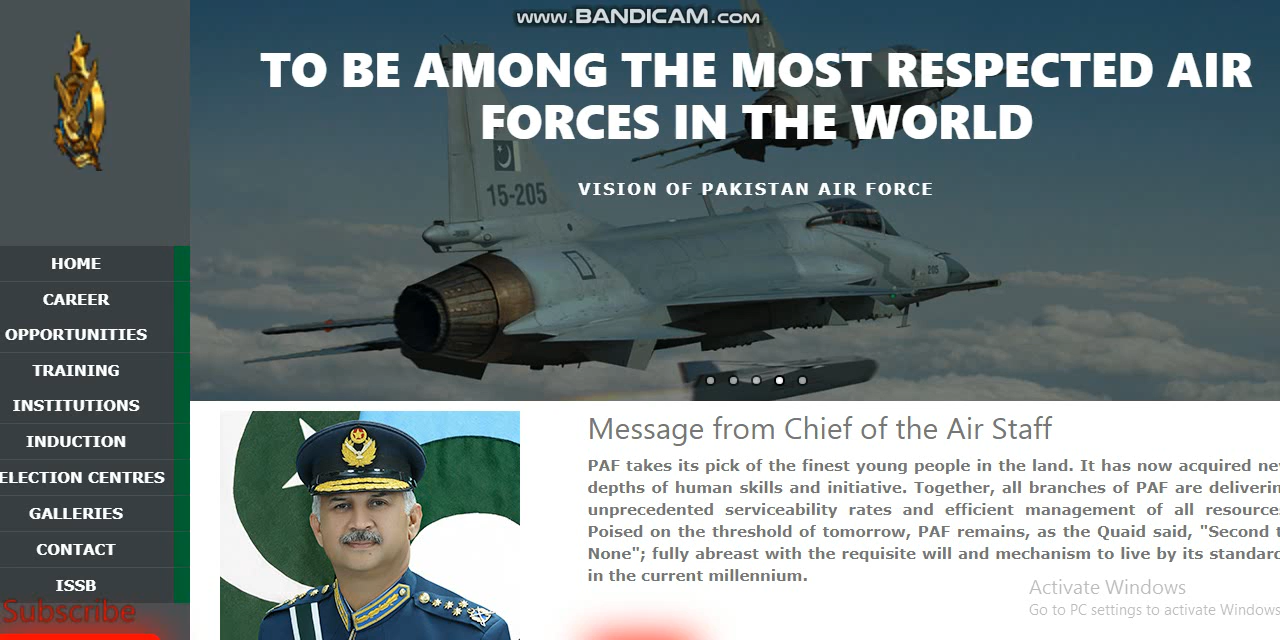 www.BANDICAM.com
TO BE AMONG THE MOST RESPECTED AIR
FORCES IN THE WORLD
VISION OF PAKISTAN AIR FORCE
15-205
205
HOME
CAREER
OPPORTUNITIES
TRAINING
INSTITUTIONS
INDUCTION
ELECTION CENTRES
GALLERIES
CONTACT
ISSB
Subscribe
Message from Chief of the Air Staff
PAF takes its pick of the finest young people in the land. It has now acquired ne
depths of human skills and initiative. Together, all branches of PAF are deliverin
unprecedented serviceability rates and efficient management of all resources
Poised on the threshold of tomorrow, PAF remains, as the Quaid said, "Second t
None"; fully abreast with the requisite will and mechanism to live by its standard
in the current millennium.
Activate Windows
Go to PC settings to activate Windows